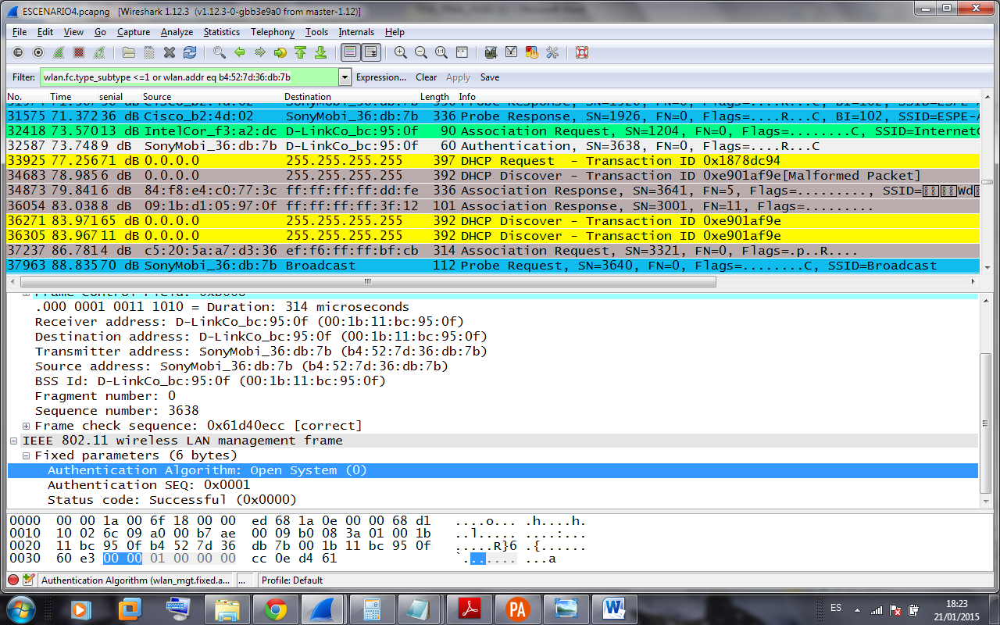 ESCENARIO4.pcapng [Wireshark 1.12.3 (v1.12.3-0-gbb3e9a0 from master-1.12)]
File Edit View Go Capture Analyze Statistics Telephony Tools Internals Help
Filter: wlan.fc.type_subtype <=1 or wlan.addr eq b4:52:7d:36:db:7b Expression... Clear Apply Save
No. Time senial Source Destination Length Info
31575 71.372 36 dB Cisco_b2:4d:02 SonyMobi_36:db:7b 336 Probe Response, SN=1926, FN=0, Flags=....R...C, BI=102, SSID=ESPE-A
32418 73.570 13 dB IntelCor_f3:a2:dc D-LinkCo_bc:95:0f 90 Association Request, SN=1204, FN=0, Flags=........C, SSID=InternetC
32587 73.748 9 dB SonyMobi_36:db:7b D-LinkCo_bc:95:0f 60 Authentication, SN=3638, FN=0, Flags=....R...C
33925 77.256 71 dB 0.0.0.0 255.255.255.255 397 DHCP Request - Transaction ID 0x1878dc94
34683 78.985 6 dB 0.0.0.0 255.255.255.255 392 DHCP Discover - Transaction ID 0xe901af9e[Malformed Packet]
34873 79.841 6 dB 84:f8:e4:c0:77:3c ff:ff:ff:ff:dd:fe 336 Association Response, SN=3641, FN=5, Flags=........., SSID=Wd
36054 83.038 8 dB 09:1b:d1:05:97:0f ff:ff:ff:ff:3f:12 101 Association Response, SN=3001, FN=11, Flags=.........
36271 83.971 65 dB 0.0.0.0 255.255.255.255 392 DHCP Discover - Transaction ID 0xe901af9e
36305 83.967 11 dB 0.0.0.0 255.255.255.255 392 DHCP Discover - Transaction ID 0xe901af9e
37237 86.781 4 dB c5:20:5a:a7:d3:36 ef:f6:ff:ff:bf:cb 314 Association Request, SN=3321, FN=0, Flags=.p..R....
37963 88.835 70 dB SonyMobi_36:db:7b Broadcast 112 Probe Request, SN=3640, FN=0, Flags=........C, SSID=Broadcast
.000 0001 0011 1010 = Duration: 314 microseconds
Receiver address: D-LinkCo_bc:95:0f (00:1b:11:bc:95:0f)
Destination address: D-LinkCo_bc:95:0f (00:1b:11:bc:95:0f)
Transmitter address: SonyMobi_36:db:7b (b4:52:7d:36:db:7b)
Source address: SonyMobi_36:db:7b (b4:52:7d:36:db:7b)
BSS Id: D-LinkCo_bc:95:0f (00:1b:11:bc:95:0f)
Fragment number: 0
Sequence number: 3638
Frame check sequence: 0x61d40ecc [correct]
IEEE 802.11 wireless LAN management frame
Fixed parameters (6 bytes)
Authentication Algorithm: Open System (0)
Authentication SEQ: 0x0001
Status code: Successful (0x0000)
0000 00 00 1a 00 6f 18 00 00 ed 68 1a 0e 00 00 68 d1 ....o... .h....h.
0010 10 02 6c 09 a0 00 b7 ae 00 09 b0 08 3a 01 00 1b ..l..... ....:...
0020 11 bc 95 0f b4 52 7d 36 db 7b 00 1b 11 bc 95 0f .....R}6 .{......
0030 60 e3 00 00 01 00 00 00 cc 0e d4 61 `....... ...a
Authentication Algorithm (wlan_mgt.fixed.a... ... Profile: Default
PA
ES
18:23
21/01/2015